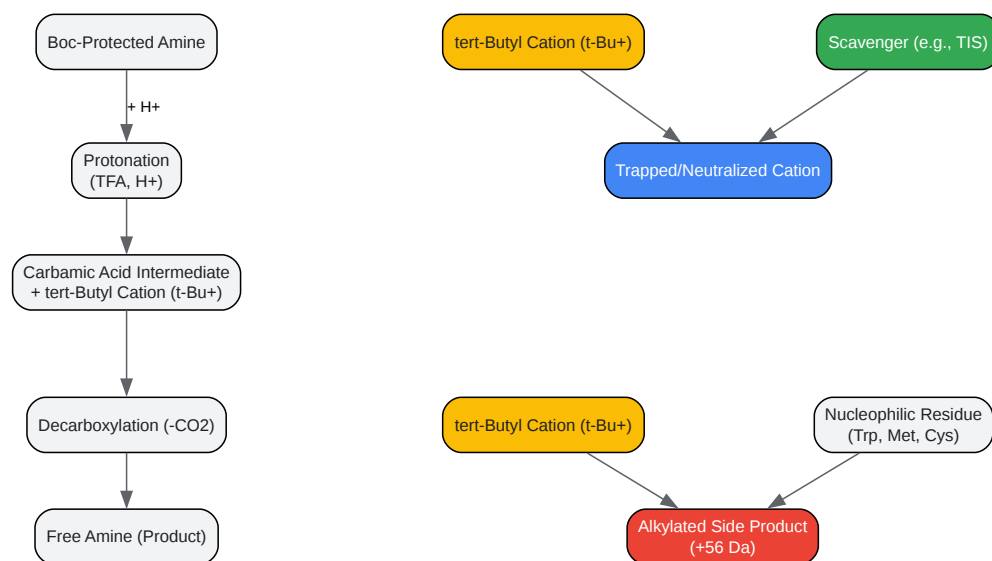 Boc-Protected Amine
+ H+
Protonation
(TFA, H+)
Carbamic Acid Intermediate
+ tert-Butyl Cation (t-Bu+)
Decarboxylation (-CO2)
Free Amine (Product)
tert-Butyl Cation (t-Bu+)
Scavenger (e.g., TIS)
Trapped/Neutralized Cation
tert-Butyl Cation (t-Bu+)
Nucleophilic Residue
(Trp, Met, Cys)
Alkylated Side Product
(+56 Da)